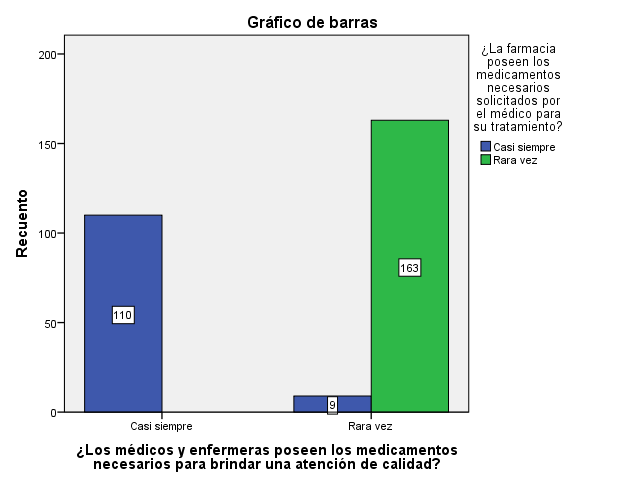 Gráfico de barras
¿La farmacia
poseen los
medicamentos
necesarios
solicitados por
el médico para
su tratamiento?
Casi siempre
Rara vez
Recuento
200
150
100
50
0
110
9
163
Casi siempre
Rara vez
¿Los médicos y enfermeras poseen los medicamentos
necesarios para brindar una atención de calidad?